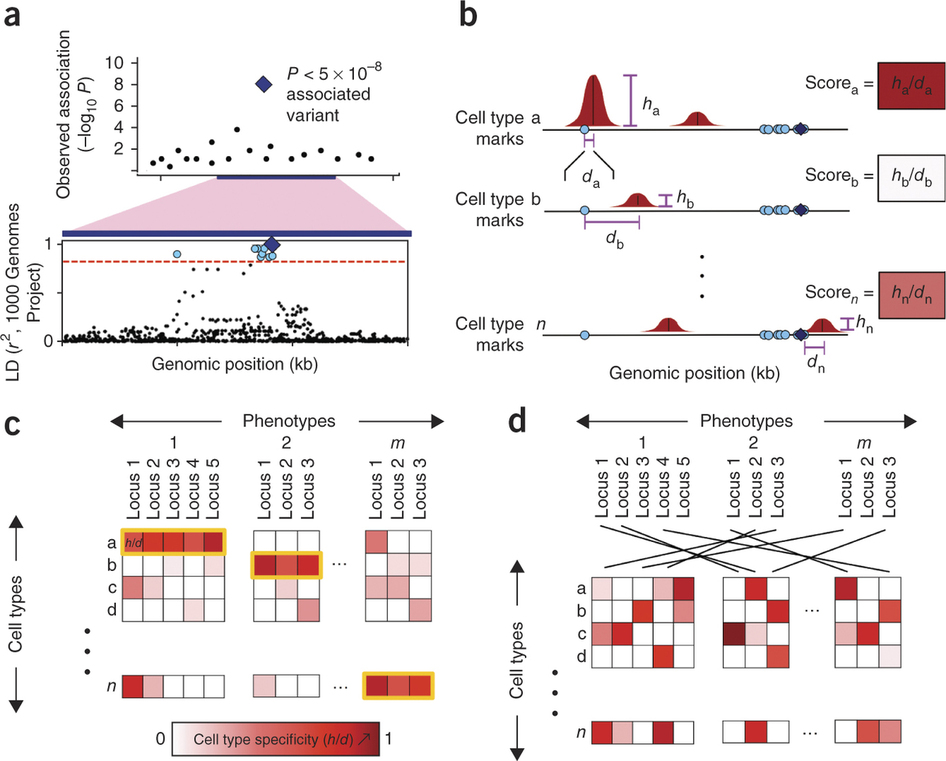 a
Observed association
(−log10 P)
10
8
6
4
2
P < 5 × 10−8
associated
variant
LD (r2, 1000 Genomes
Project)
1
0
Genomic position (kb)
b
Cell type a
marks
ha
da
Scorea =
ha/da
Cell type b
marks
hb
db
Scoreb =
hb/db
Cell type n
marks
hn
dn
Scoren =
hn/dn
Genomic position (kb)
c
Phenotypes
1
2
m
Locus 1
Locus 2
Locus 3
Locus 4
Locus 5
Locus 1
Locus 2
Locus 3
Locus 1
Locus 2
Locus 3
Cell types
a
h/d
b
...
c
d
n
...
0
Cell type specificity (h/d) ↗
1
d
Phenotypes
1
2
m
Locus 1
Locus 2
Locus 3
Locus 4
Locus 5
Locus 1
Locus 2
Locus 3
Locus 1
Locus 2
Locus 3
Cell types
a
b
...
c
d
n
...